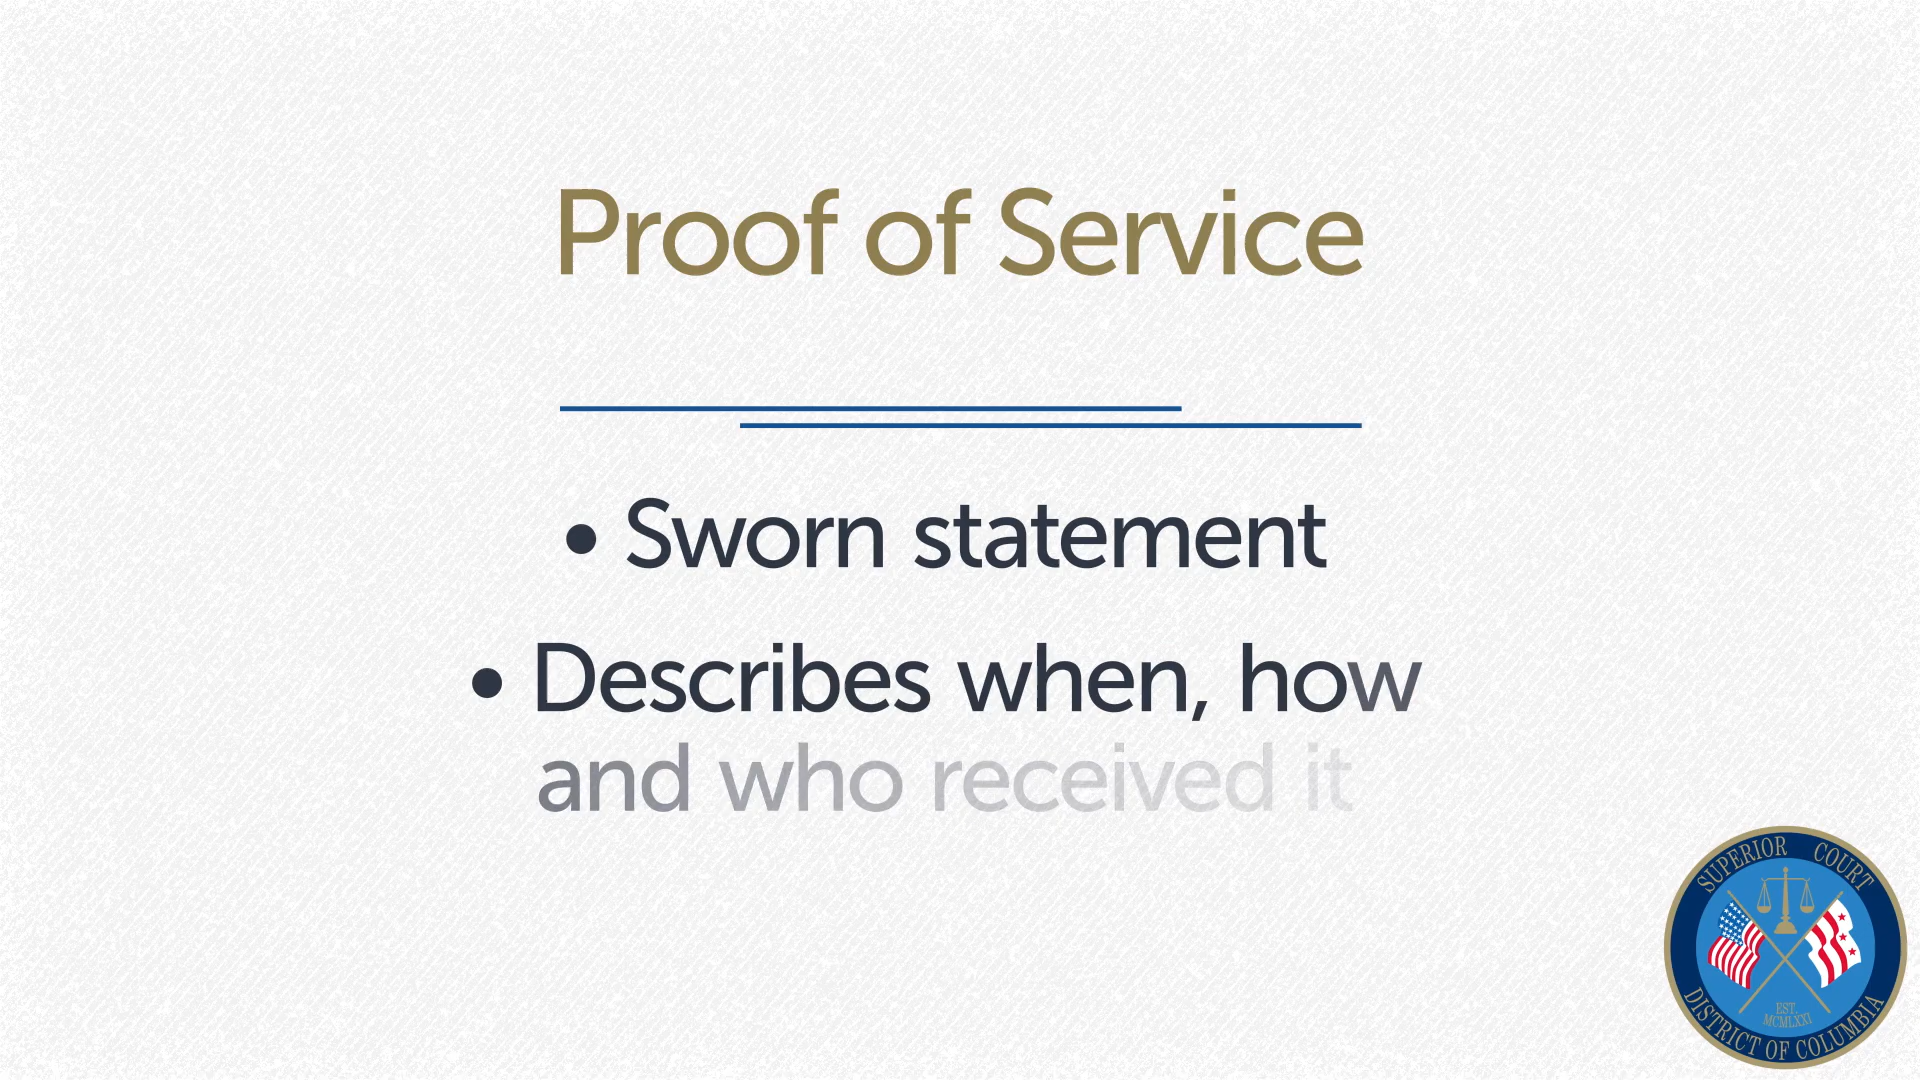 Proof of Service
• Sworn statement
• Describes when, how
and who received it
SUPERIOR COURT
EST.
MCMLXXI
DISTRICT OF COLUMBIA